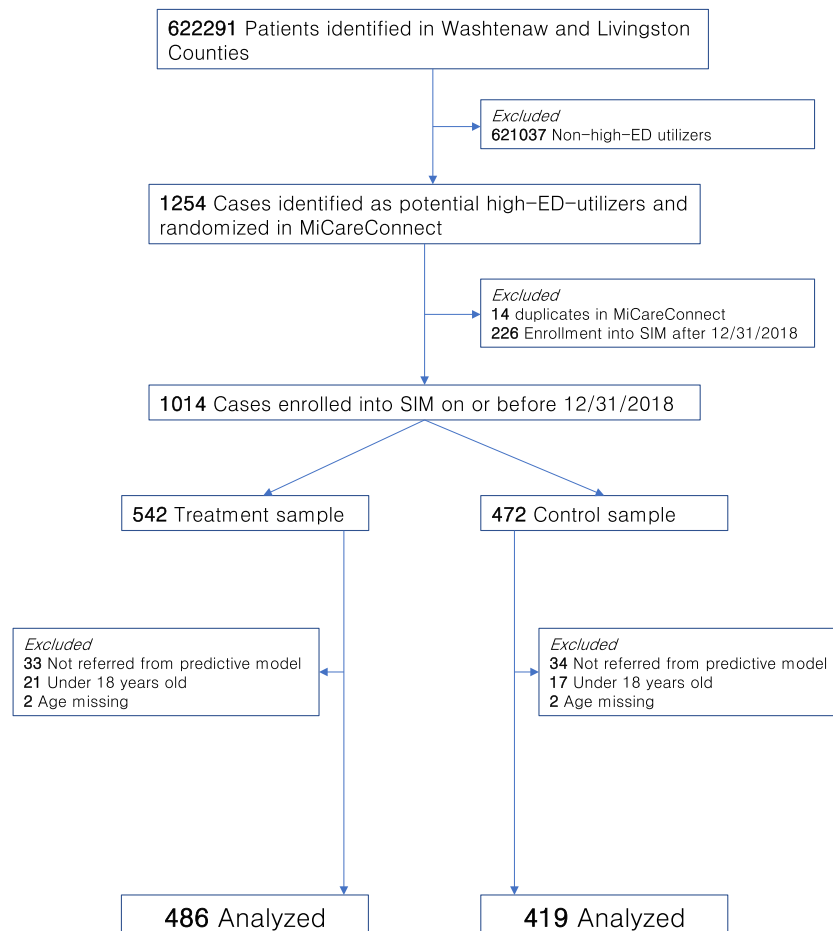 622291 Patients identified in Washtenaw and Livingston
Counties
Excluded
621037 Non-high-ED utilizers
1254 Cases identified as potential high-ED-utilizers and
randomized in MiCareConnect
Excluded
14 duplicates in MiCareConnect
226 Enrollment into SIM after 12/31/2018
1014 Cases enrolled into SIM on or before 12/31/2018
542 Treatment sample
472 Control sample
Excluded
33 Not referred from predictive model
21 Under 18 years old
2 Age missing
Excluded
34 Not referred from predictive model
17 Under 18 years old
2 Age missing
486 Analyzed
419 Analyzed